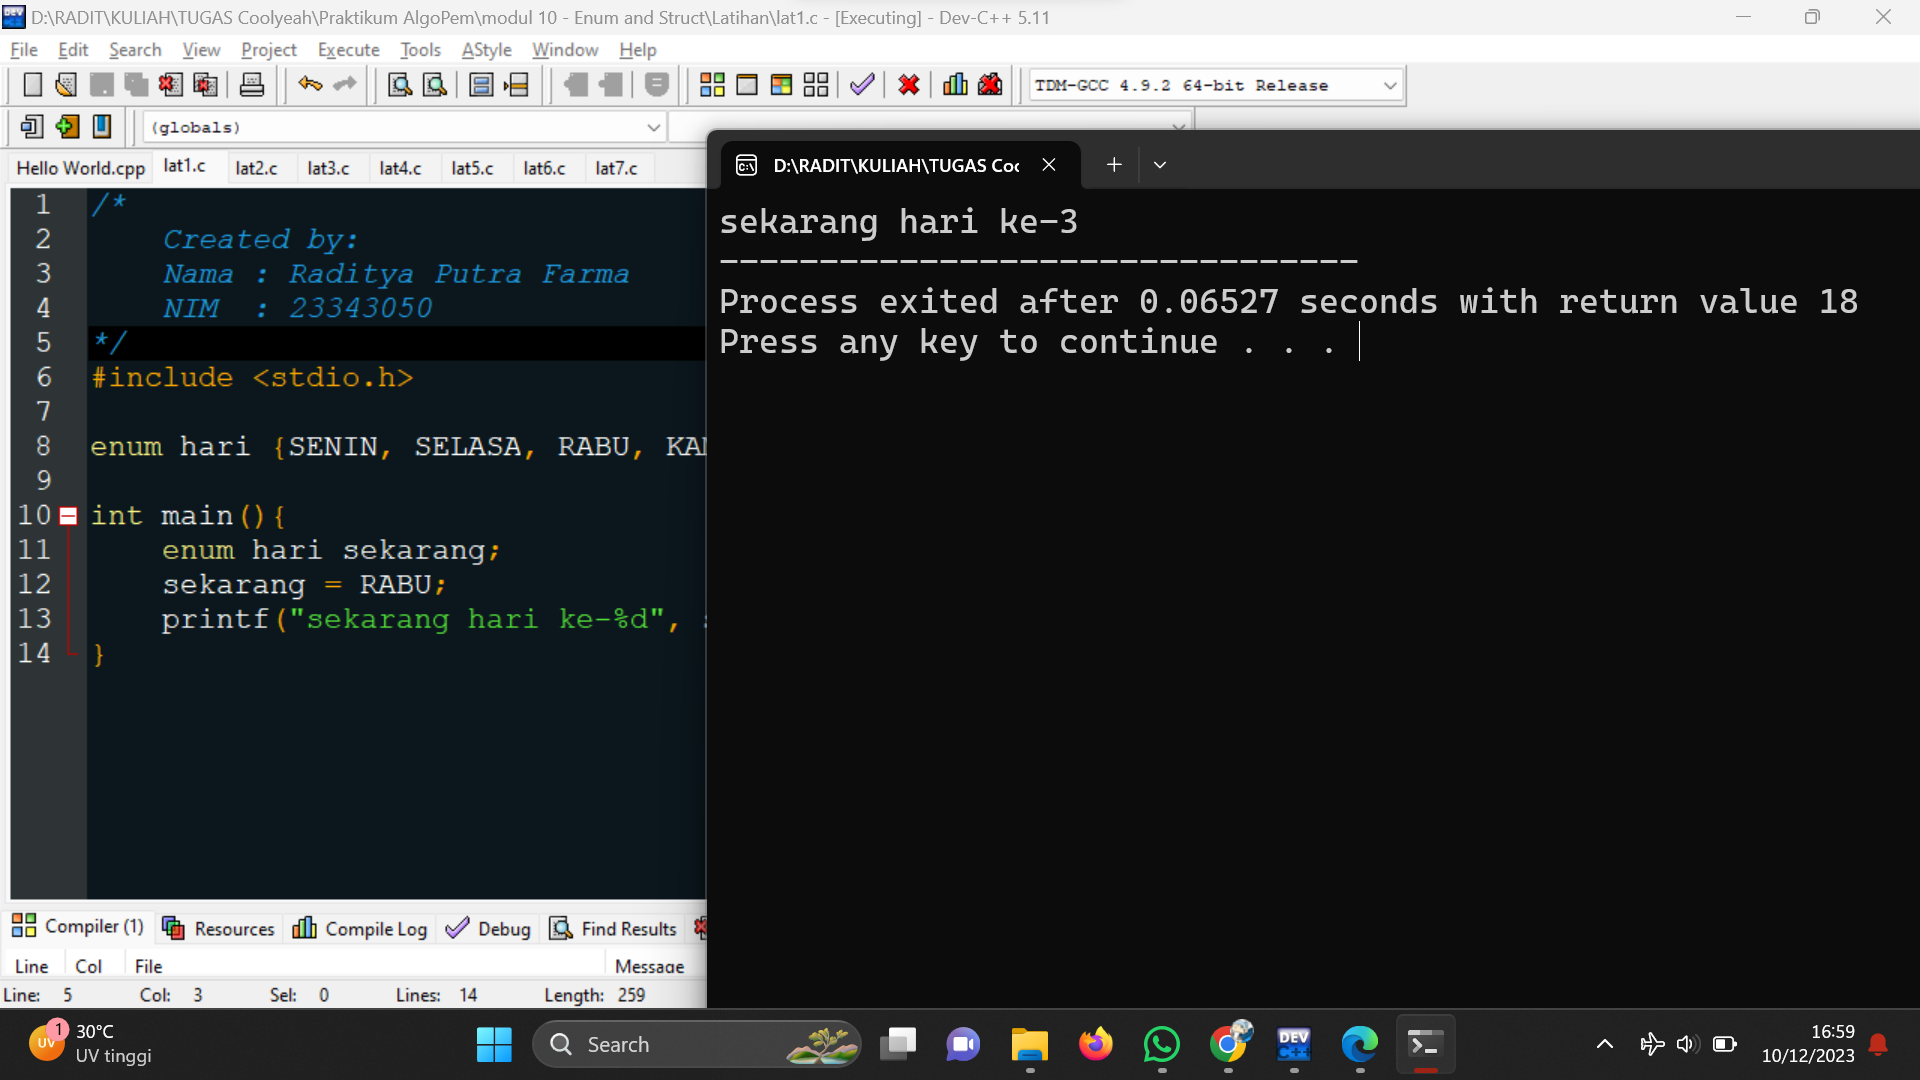 D:\RADIT\KULIAH\TUGAS Coolyeah\Praktikum AlgoPem\modul 10 - Enum and Struct\Latihan\lat1.c - [Executing] - Dev-C++ 5.11
File Edit Search View Project Execute Tools AStyle Window Help
TDM-GCC 4.9.2 64-bit Release
(globals)
Hello World.cpp lat1.c lat2.c lat3.c lat4.c lat5.c lat6.c lat7.c
1 /*
2 Created by:
3 Nama : Raditya Putra Farma
4 NIM : 23343050
5 */
6 #include <stdio.h>
7
8 enum hari {SENIN, SELASA, RABU, KA
9
10 int main(){
11 enum hari sekarang;
12 sekarang = RABU;
13 printf("sekarang hari ke-%d",
14 }
D:\RADIT\KULIAH\TUGAS Coo
sekarang hari ke-3
--------------------------------
Process exited after 0.06527 seconds with return value 18
Press any key to continue . . .
Compiler (1) Resources Compile Log Debug Find Results
Line Col File Message
Line: 5 Col: 3 Sel: 0 Lines: 14 Length: 259
UV 1 30°C
UV tinggi
Search
DEV C++
16:59
10/12/2023